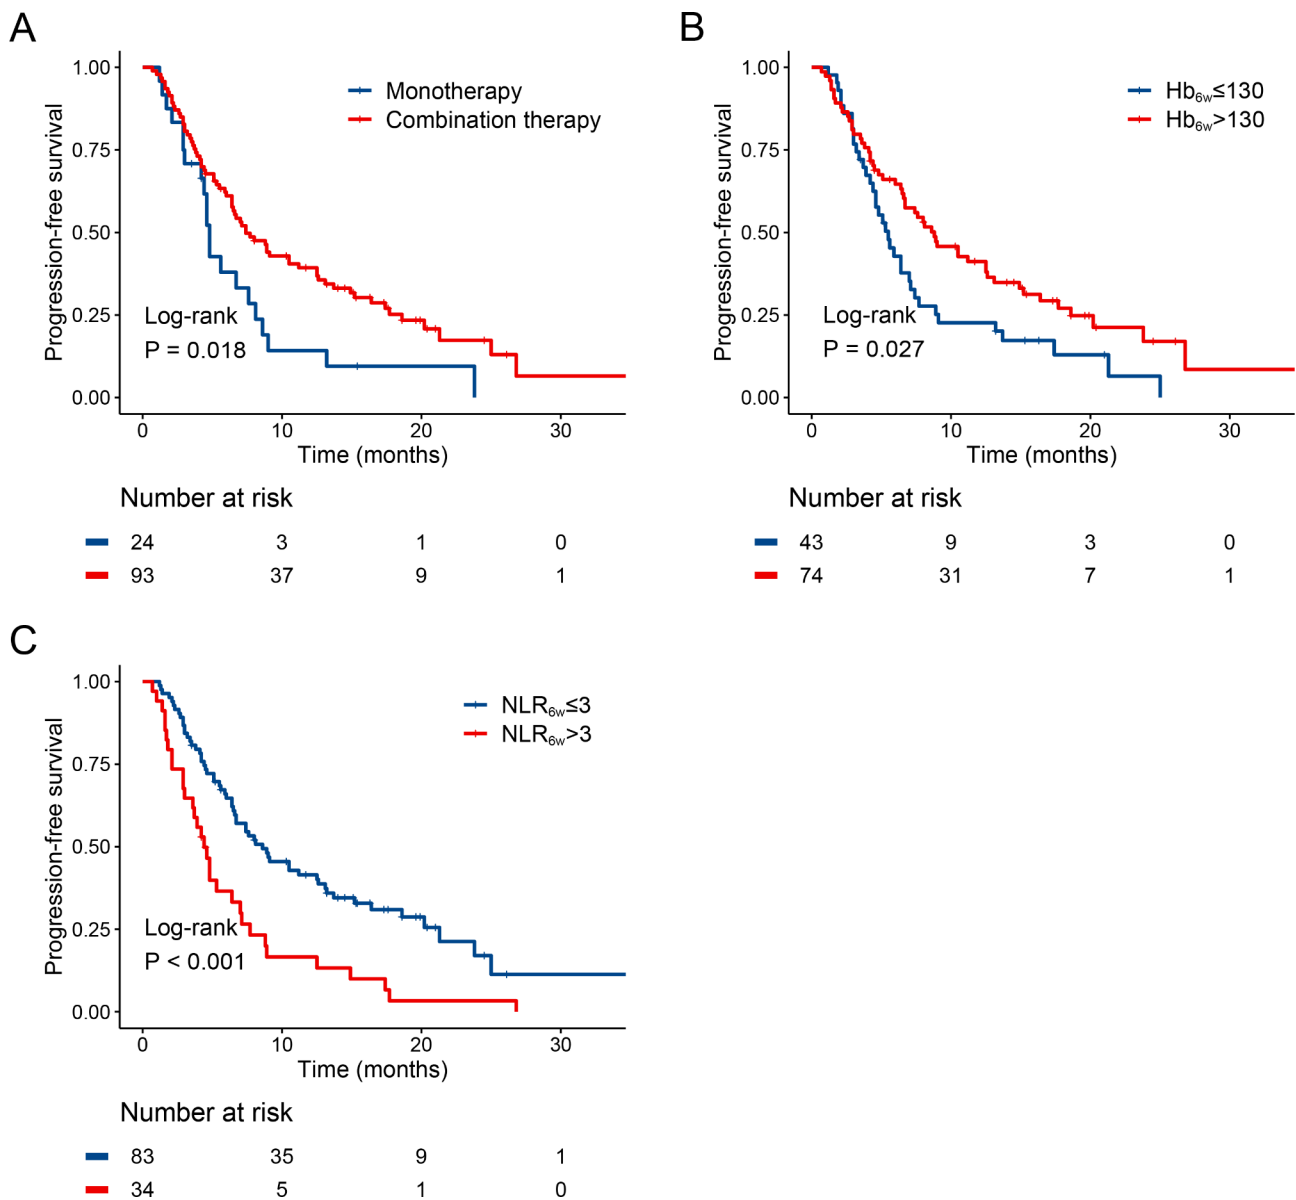 A
Progression-free survival
1.00
0.75
0.50
0.25
0.00
Monotherapy
Combination therapy
Log-rank
P = 0.018
0 10 20 30
Time (months)
Number at risk
24 3 1 0
93 37 9 1
B
Progression-free survival
1.00
0.75
0.50
0.25
0.00
Hb6w≤130
Hb6w>130
Log-rank
P = 0.027
0 10 20 30
Time (months)
Number at risk
43 9 3 0
74 31 7 1
C
Progression-free survival
1.00
0.75
0.50
0.25
0.00
NLR6w≤3
NLR6w>3
Log-rank
P < 0.001
0 10 20 30
Time (months)
Number at risk
83 35 9 1
34 5 1 0